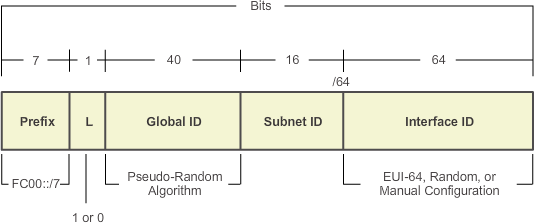 Bits
7 1 40 16 64
/64
Prefix L Global ID Subnet ID Interface ID
FC00::/7 Pseudo-Random Algorithm EUI-64, Random, or Manual Configuration
1 or 0